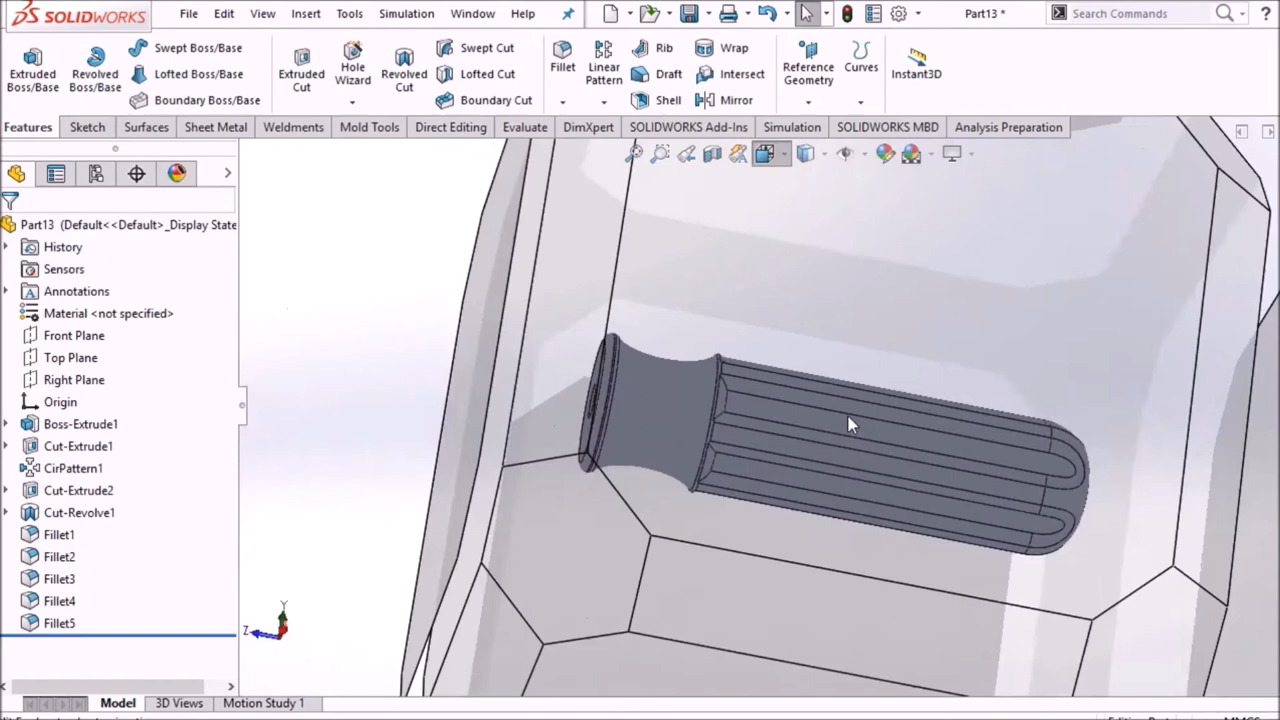 SOLIDWORKS File Edit View Insert Tools Simulation Window Help Part13 * Search Commands ?
Extruded Boss/Base
Revolved Boss/Base
Swept Boss/Base
Lofted Boss/Base
Boundary Boss/Base
Extruded Cut
Hole Wizard
Revolved Cut
Swept Cut
Lofted Cut
Boundary Cut
Fillet
Linear Pattern
Rib
Draft
Shell
Wrap
Intersect
Mirror
Reference Geometry
Curves
Instant3D
Features Sketch Surfaces Sheet Metal Weldments Mold Tools Direct Editing Evaluate DimXpert SOLIDWORKS Add-Ins Simulation SOLIDWORKS MBD Analysis Preparation
Part13 (Default<<Default>_Display State
History
Sensors
Annotations
Material <not specified>
Front Plane
Top Plane
Right Plane
Origin
Boss-Extrude1
Cut-Extrude1
CirPattern1
Cut-Extrude2
Cut-Revolve1
Fillet1
Fillet2
Fillet3
Fillet4
Fillet5
Y
Z
Model 3D Views Motion Study 1